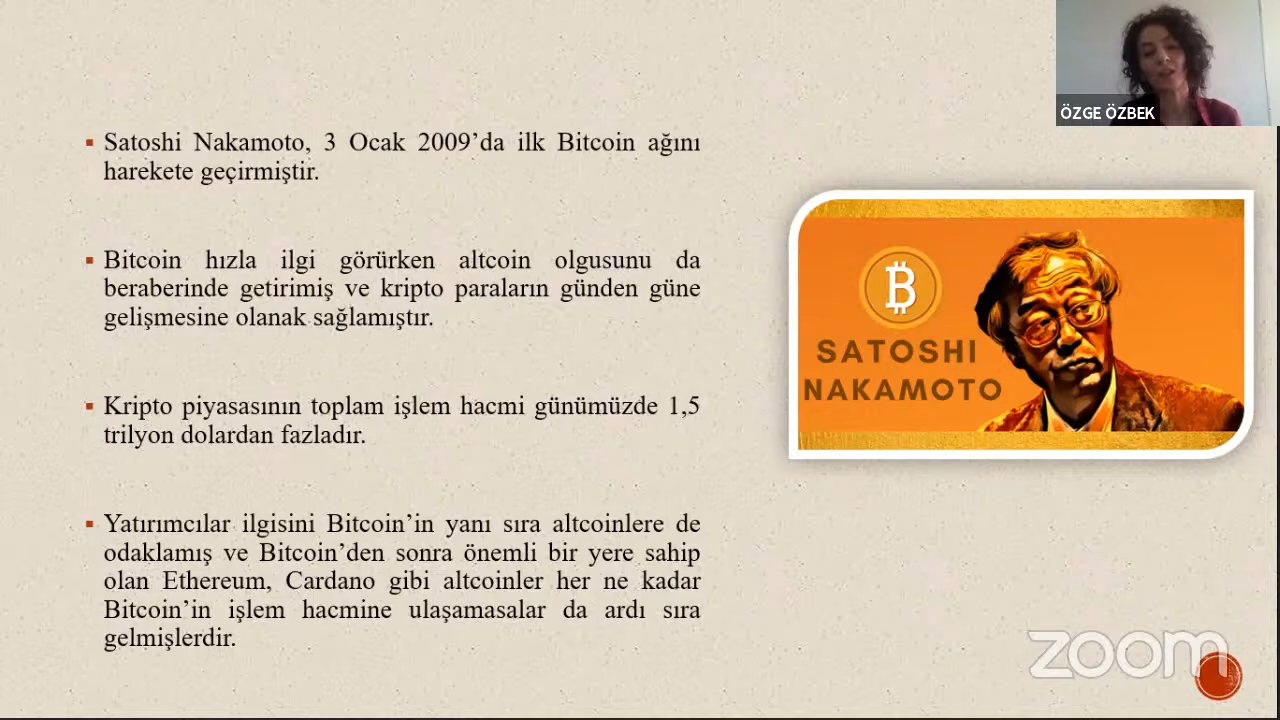 ÖZGE ÖZBEK
Satoshi Nakamoto, 3 Ocak 2009’da ilk Bitcoin ağını
harekete geçirmiştir.
Bitcoin hızla ilgi görürken altcoin olgusunu da
beraberinde getirimiş ve kripto paraların günden güne
gelişmesine olanak sağlamıştır.
Kripto piyasasının toplam işlem hacmi günümüzde 1,5
trilyon dolardan fazladır.
Yatırımcılar ilgisini Bitcoin’in yanı sıra altcoinlere de
odaklamış ve Bitcoin’den sonra önemli bir yere sahip
olan Ethereum, Cardano gibi altcoinler her ne kadar
Bitcoin’in işlem hacmine ulaşamasalar da ardı sıra
gelmişlerdir.
SATOSHI
NAKAMOTO
zoom